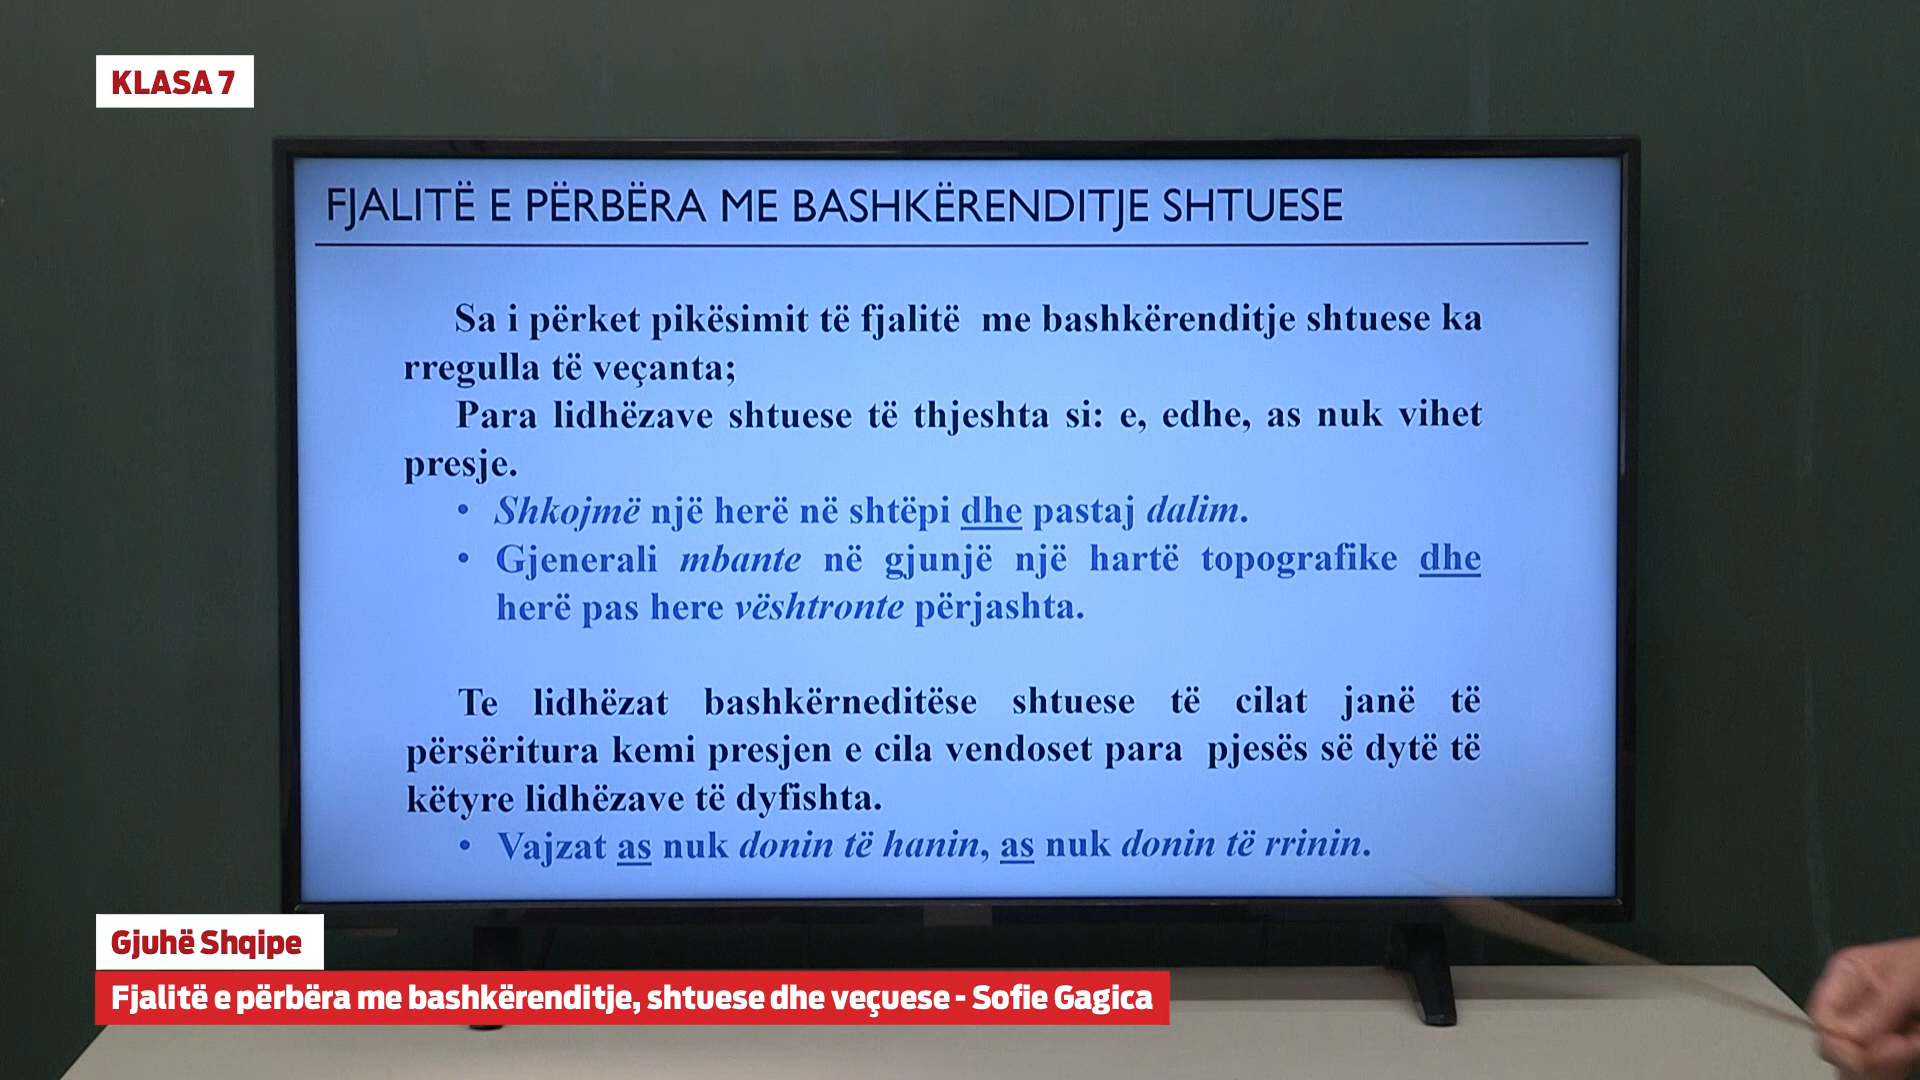 KLASA 7
FJALITË E PËRBËRA ME BASHKËRENDITJE SHTUESE
Sa i përket pikësimit të fjalitë me bashkërenditje shtuese ka
rregulla të veçanta;
Para lidhëzave shtuese të thjeshta si: e, edhe, as nuk vihet
presje.
• Shkojmë një herë në shtëpi dhe pastaj dalim.
• Gjenerali mbante në gjunjë një hartë topografike dhe
herë pas here vështronte përjashta.
Te lidhëzat bashkërneditëse shtuese të cilat janë të
përsëritura kemi presjen e cila vendoset para pjesës së dytë të
këtyre lidhëzave të dyfishta.
• Vajzat as nuk donin të hanin, as nuk donin të rrinin.
Gjuhë Shqipe
Fjalitë e përbëra me bashkërenditje, shtuese dhe veçuese - Sofie Gagica